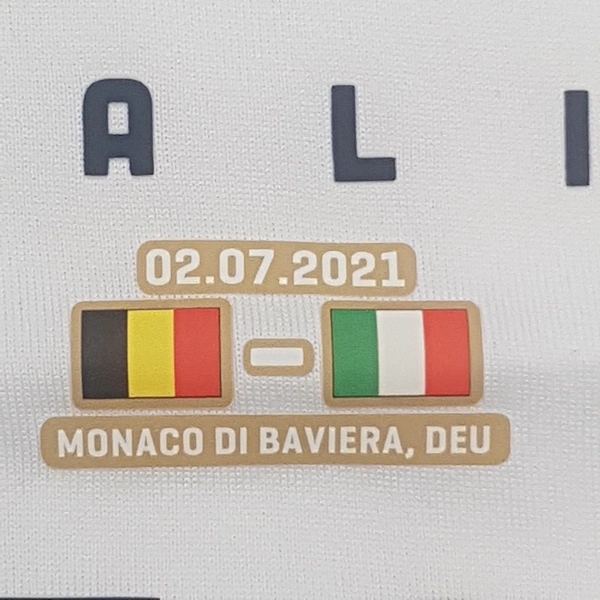 A L I
02.07.2021
-
MONACO DI BAVIERA, DEU